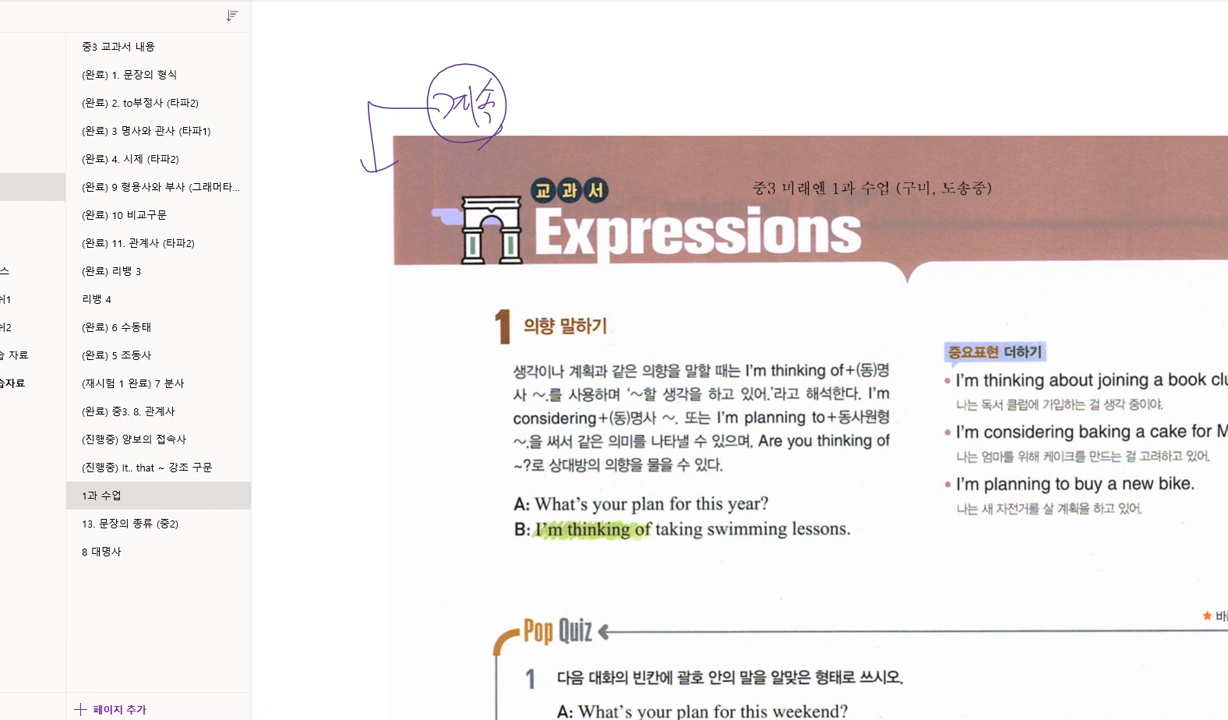 중3 교과서 내용
(완료) 1. 문장의 형식
(완료) 2. to부정사 (타파2)
(완료) 3 명사와 관사 (타파1)
(완료) 4. 시제 (타파2)
(완료) 9 형용사와 부사 (그래머타...
(완료) 10 비교구문
(완료) 11. 관계사 (타파2)
(완료) 리뱅 3
리뱅 4
(완료) 6 수동태
(완료) 5 조동사
(재시험 1 완료) 7 분사
(완료) 중3. 8. 관계사
(진행중) 양보의 접속사
(진행중) It.. that ~ 강조 구문
1과 수업
13. 문장의 종류 (중2)
8 대명사
페이지 추가
스
쉬1
쉬2
습 자료
습자료
계속
교과서
중3 미래엔 1과 수업 (구미, 도송중)
Expressions
1 의향 말하기
생각이나 계획과 같은 의향을 말할 때는 I'm thinking of+(동)명
사 ~.를 사용하며 '~할 생각을 하고 있어.'라고 해석한다. I'm
considering+(동)명사 ~. 또는 I'm planning to+동사원형
~.을 써서 같은 의미를 나타낼 수 있으며, Are you thinking of
~?로 상대방의 의향을 물을 수 있다.
A: What's your plan for this year?
B: I'm thinking of taking swimming lessons.
중요표현 더하기
• I'm thinking about joining a book clu
나는 독서 클럽에 가입하는 걸 생각 중이야.
• I'm considering baking a cake for M
나는 엄마를 위해 케이크를 만드는 걸 고려하고 있어.
• I'm planning to buy a new bike.
나는 새 자전거를 살 계획을 하고 있어.
Pop Quiz
★ 바
1 다음 대화의 빈칸에 괄호 안의 말을 알맞은 형태로 쓰시오.
A: What's your plan for this weekend?